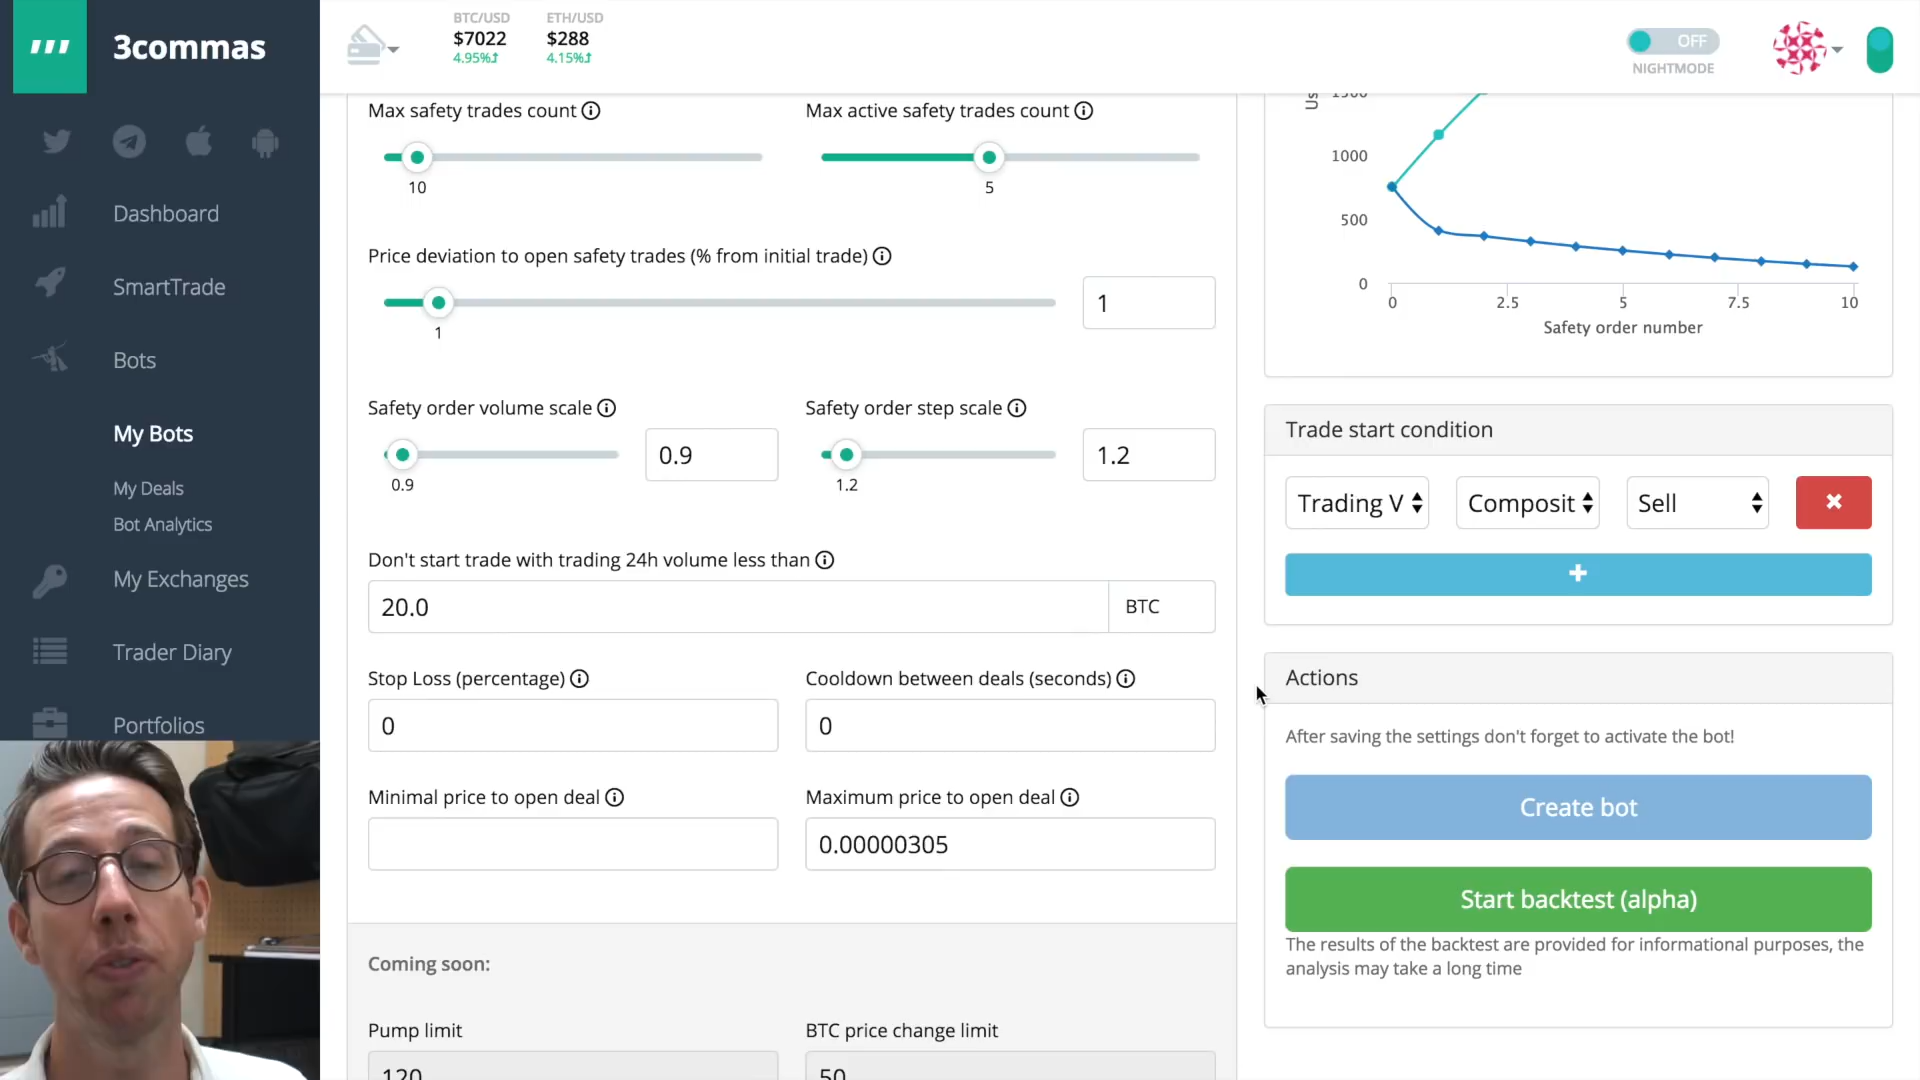 3commas
BTC/USD
$7022
4.95%
ETH/USD
$288
4.15%
OFF
NIGHTMODE
Dashboard
SmartTrade
Bots
My Bots
My Deals
Bot Analytics
My Exchanges
Trader Diary
Portfolios
Max safety trades count
10
Max active safety trades count
5
Price deviation to open safety trades (% from initial trade)
1
1
Safety order volume scale
0.9
0.9
Safety order step scale
1.2
1.2
Don't start trade with trading 24h volume less than
20.0
BTC
Stop Loss (percentage)
0
Cooldown between deals (seconds)
0
Minimal price to open deal
Maximum price to open deal
0.00000305
Coming soon:
Pump limit
120
BTC price change limit
50
1500
1000
500
0
0 2.5 5 7.5 10
Safety order number
Trade start condition
Trading V
Composit
Sell
Actions
After saving the settings don't forget to activate the bot!
Create bot
Start backtest (alpha)
The results of the backtest are provided for informational purposes, the
analysis may take a long time